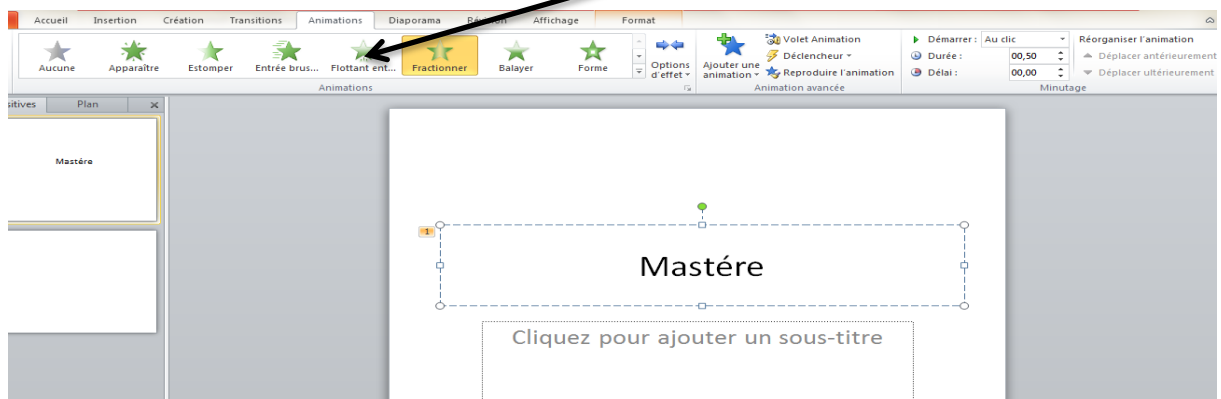 Accueil Insertion Création Transitions Animations Diaporama Révision Affichage Format
Aucune Apparaître Estomper Entrée brus... Flottant ent... Fractionner Balayer Forme
Options
d'effet
Ajouter une
animation
Volet Animation
Déclencheur
Reproduire l'animation
Démarrer : Au clic
Durée : 00,50
Délai : 00,00
Réorganiser l'animation
Déplacer antérieurement
Déplacer ultérieurement
Animations Animation avancée Minutage
sitives Plan
Mastére
1
Mastére
Cliquez pour ajouter un sous-titre